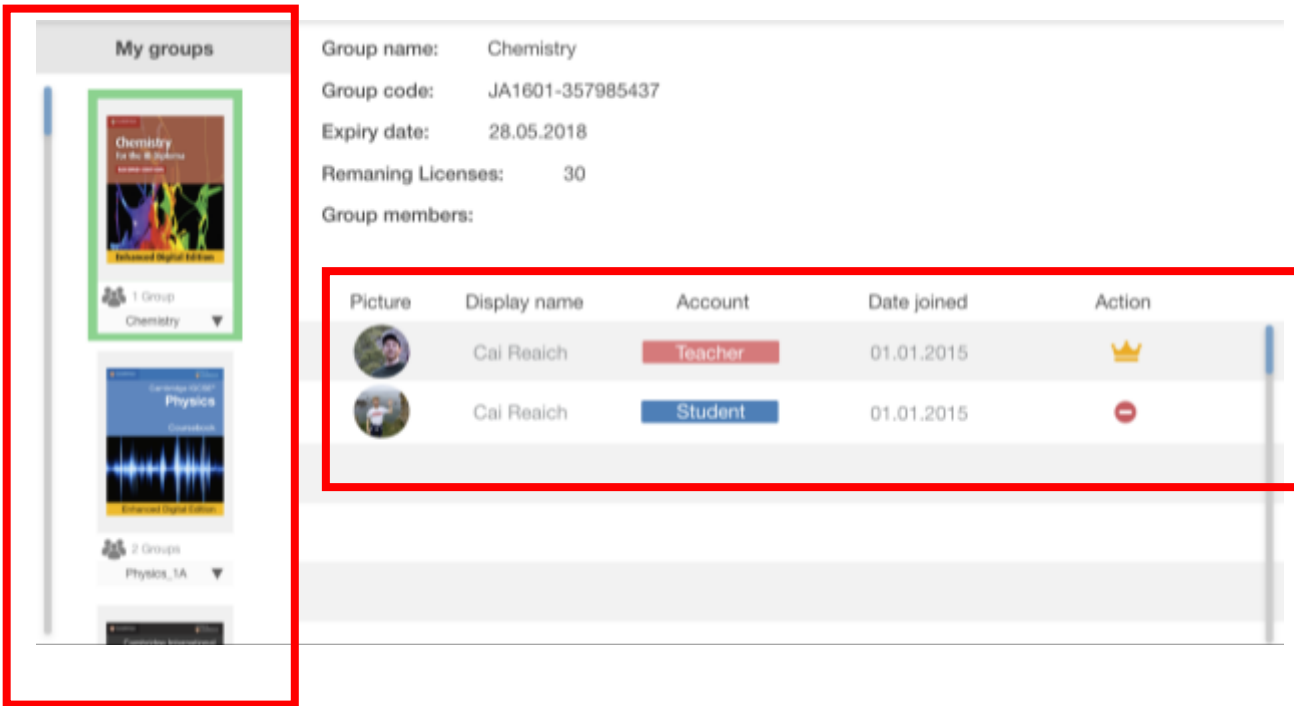 My groups
Chemistry
for the IB Diploma
Enhanced Digital Edition
1 Group
Chemistry
Physics
Coursebook
Enhanced Digital Edition
2 Groups
Physics_1A
Cambridge International
Group name: Chemistry
Group code: JA1601-357985437
Expiry date: 28.05.2018
Remaning Licenses: 30
Group members:
Picture Display name Account Date joined Action
Cai Reaich Teacher 01.01.2015
Cai Reaich Student 01.01.2015